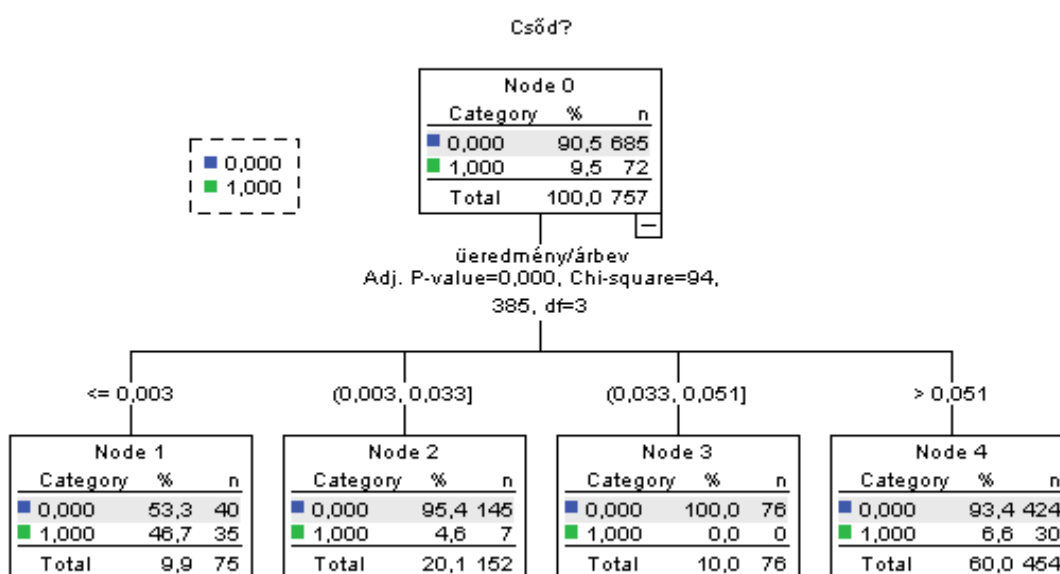 Csőd?
Node 0
Category % n
0,000 90,5 685
1,000 9,5 72
Total 100,0 757
0,000
1,000
üeredmény/árbev
Adj. P-value=0,000, Chi-square=94,
385, df=3
<= 0,003
(0,003, 0,033]
(0,033, 0,051]
> 0,051
Node 1
Category % n
0,000 53,3 40
1,000 46,7 35
Total 9,9 75
Node 2
Category % n
0,000 95,4 145
1,000 4,6 7
Total 20,1 152
Node 3
Category % n
0,000 100,0 76
1,000 0,0 0
Total 10,0 76
Node 4
Category % n
0,000 93,4 424
1,000 6,6 30
Total 60,0 454